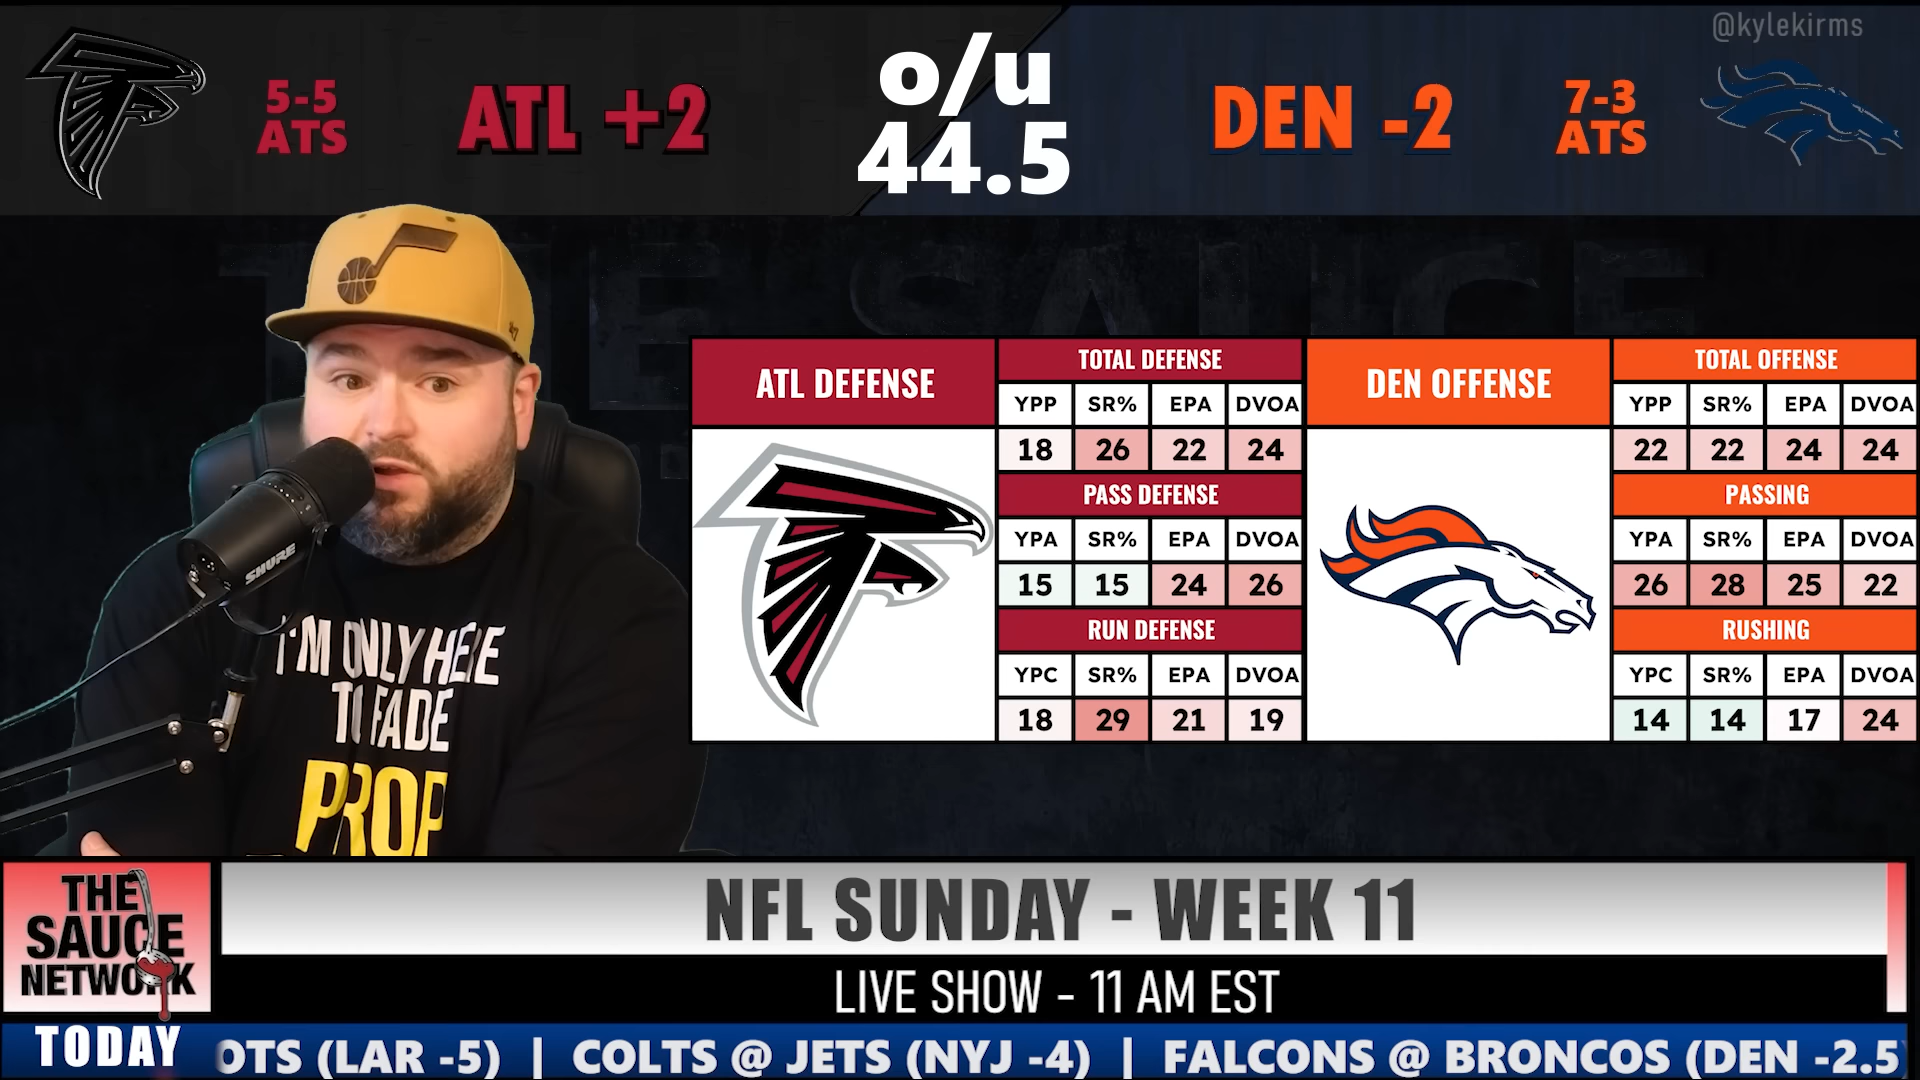 @kylekirms
5-5
ATS
ATL +2
o/u
44.5
DEN -2
7-3
ATS
ATL DEFENSE
TOTAL DEFENSE
YPP SR% EPA DVOA
18 26 22 24
PASS DEFENSE
YPA SR% EPA DVOA
15 15 24 26
RUN DEFENSE
YPC SR% EPA DVOA
18 29 21 19
DEN OFFENSE
TOTAL OFFENSE
YPP SR% EPA DVOA
22 22 24 24
PASSING
YPA SR% EPA DVOA
26 28 25 22
RUSHING
YPC SR% EPA DVOA
14 14 17 24
SHURE
I'M ONLY HERE
TO FADE
PROP
THE
SAUCE
NETWORK
NFL SUNDAY - WEEK 11
LIVE SHOW - 11 AM EST
TODAY
OTS (LAR -5) | COLTS @ JETS (NYJ -4) | FALCONS @ BRONCOS (DEN -2.5